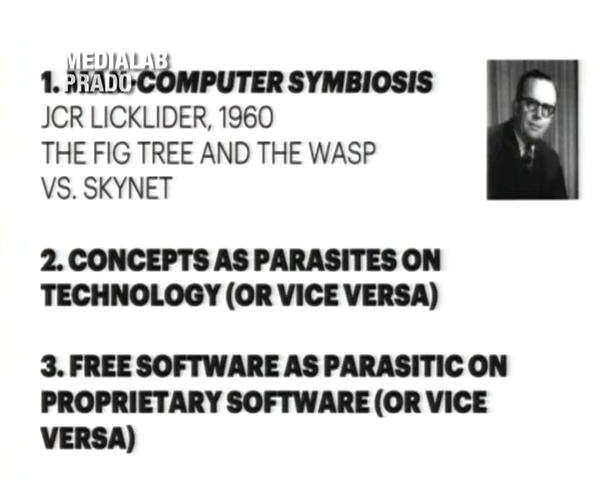 MEDIALAB
PRADO
1. COMPUTER SYMBIOSIS
JCR LICKLIDER, 1960
THE FIG TREE AND THE WASP
VS. SKYNET
2. CONCEPTS AS PARASITES ON
TECHNOLOGY (OR VICE VERSA)
3. FREE SOFTWARE AS PARASITIC ON
PROPRIETARY SOFTWARE (OR VICE
VERSA)